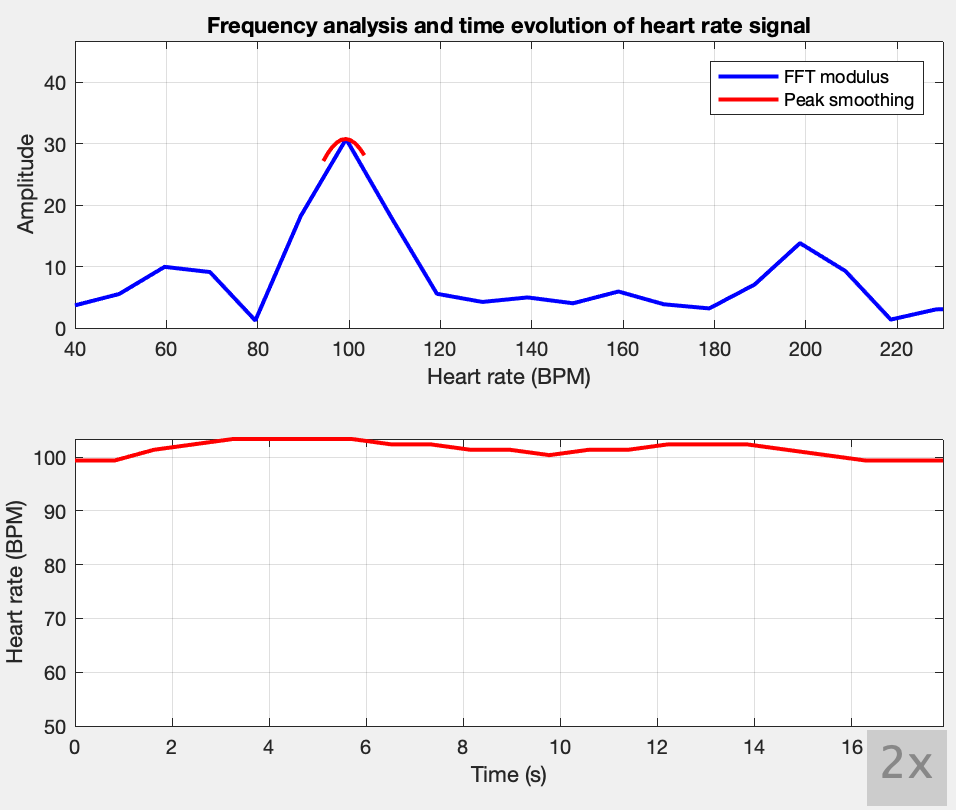 Frequency analysis and time evolution of heart rate signal
FFT modulus
Peak smoothing
Amplitude
40
30
20
10
0
40 60 80 100 120 140 160 180 200 220
Heart rate (BPM)
Heart rate (BPM)
100
90
80
70
60
50
0 2 4 6 8 10 12 14 16
Time (s)
2x